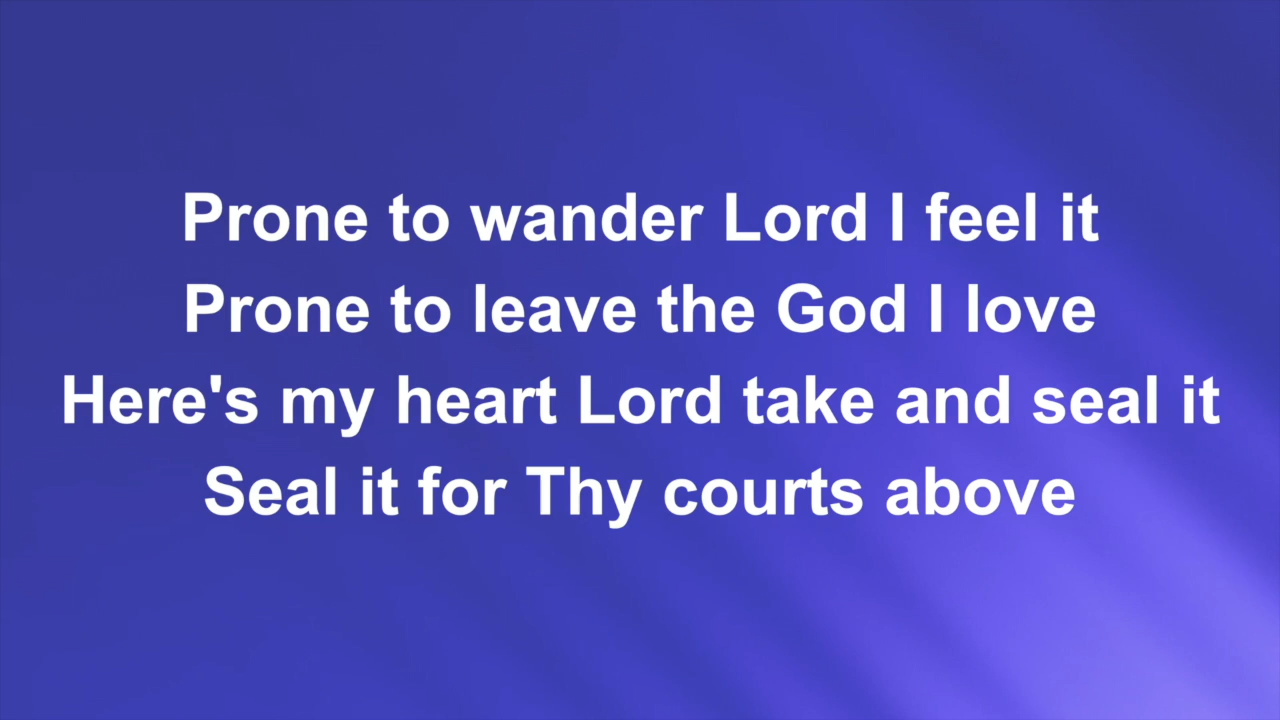 Prone to wander Lord I feel it
Prone to leave the God I love
Here's my heart Lord take and seal it
Seal it for Thy courts above